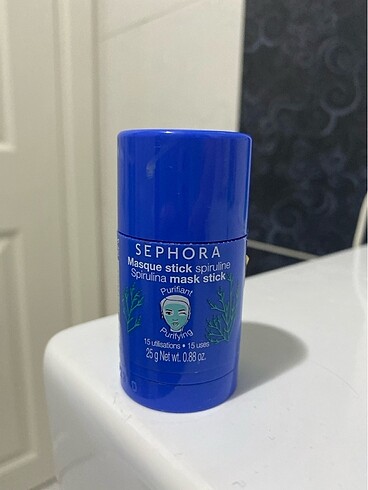 SEPHORA
Masque stick spiruline
Spirulina mask stick
Purifiant
Purifying
15 utilisations • 15 uses
25 g Net wt. 0.88 oz.